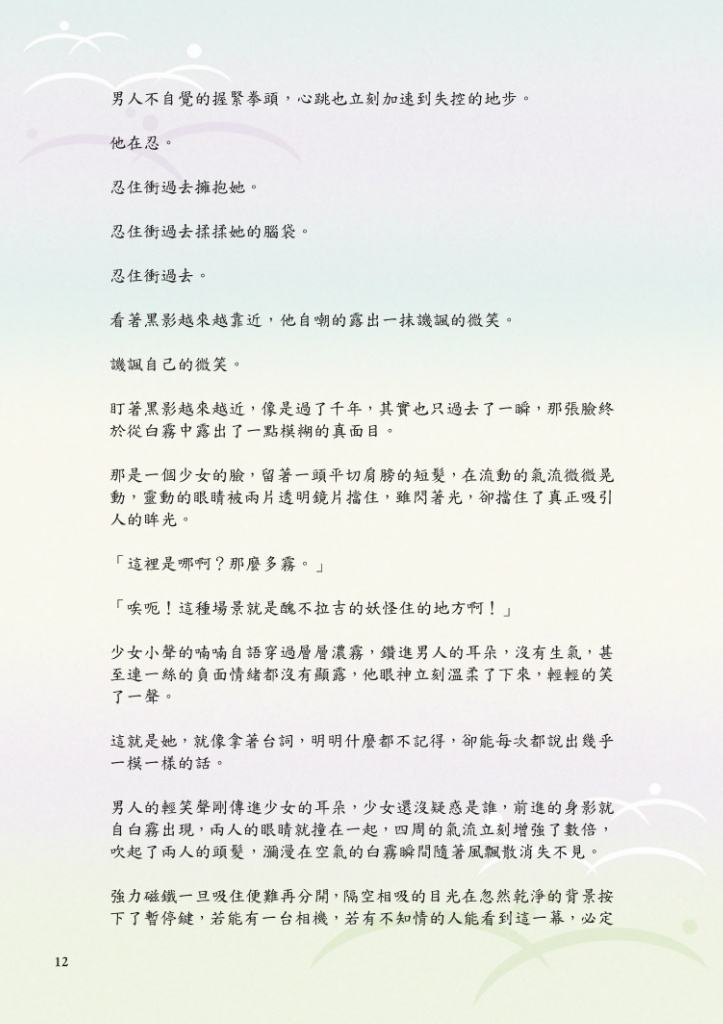 男人不自覺的握緊拳頭，心跳也立刻加速到失控的地步。
他在忍。
忍住衝過去擁抱她。
忍住衝過去揉揉她的腦袋。
忍住衝過去。
看著黑影越來越靠近，他自嘲的露出一抹譏諷的微笑。
譏諷自己的微笑。
盯著黑影越來越近，像是過了千年，其實也只過去了一瞬，那張臉終
於從白霧中露出了一點模糊的真面目。
那是一個少女的臉，留著一頭平切肩膀的短髮，在流動的氣流微微晃
動，靈動的眼睛被兩片透明鏡片擋住，雖閃著光，卻擋住了真正吸引
人的眸光。
「這裡是哪啊？那麼多霧。」
「唉呃！這種場景就是醜不拉吉的妖怪住的地方啊！」
少女小聲的喃喃自語穿過層層濃霧，鑽進男人的耳朵，沒有生氣，甚
至連一絲的負面情緒都沒有顯露，他眼神立刻溫柔了下來，輕輕的笑
了一聲。
這就是她，就像拿著台詞，明明什麼都不記得，卻能每次都說出幾乎
一模一樣的話。
男人的輕笑聲剛傳進少女的耳朵，少女還沒疑惑是誰，前進的身影就
自白霧出現，兩人的眼睛就撞在一起，四周的氣流立刻增強了數倍，
吹起了兩人的頭髮，瀰漫在空氣的白霧瞬間隨著風飄散消失不見。
強力磁鐵一旦吸住便難再分開，隔空相吸的目光在忽然乾淨的背景按
下了暫停鍵，若能有一台相機，若有不知情的人能看到這一幕，必定
12